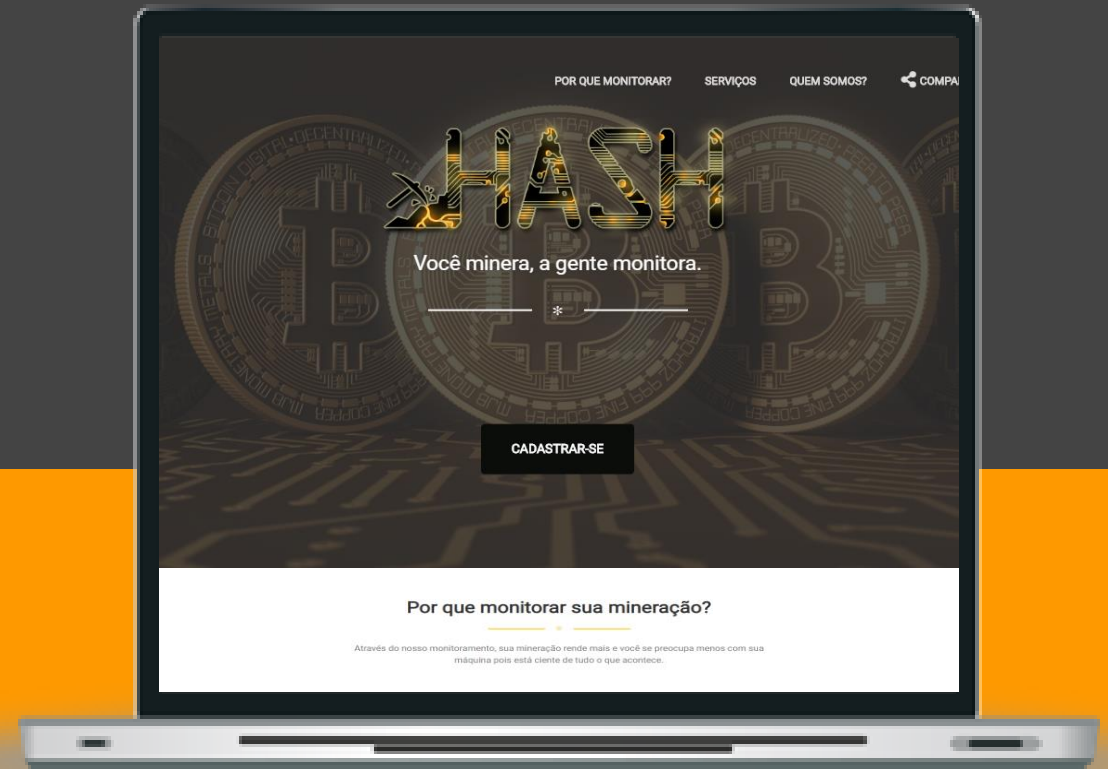 POR QUE MONITORAR? SERVIÇOS QUEM SOMOS? COMPA
HASH
Você minera, a gente monitora.
CADASTRAR-SE
Por que monitorar sua mineração?
Através do nosso monitoramento, sua mineração rende mais e você se preocupa menos com sua
máquina pois está ciente de tudo o que acontece.